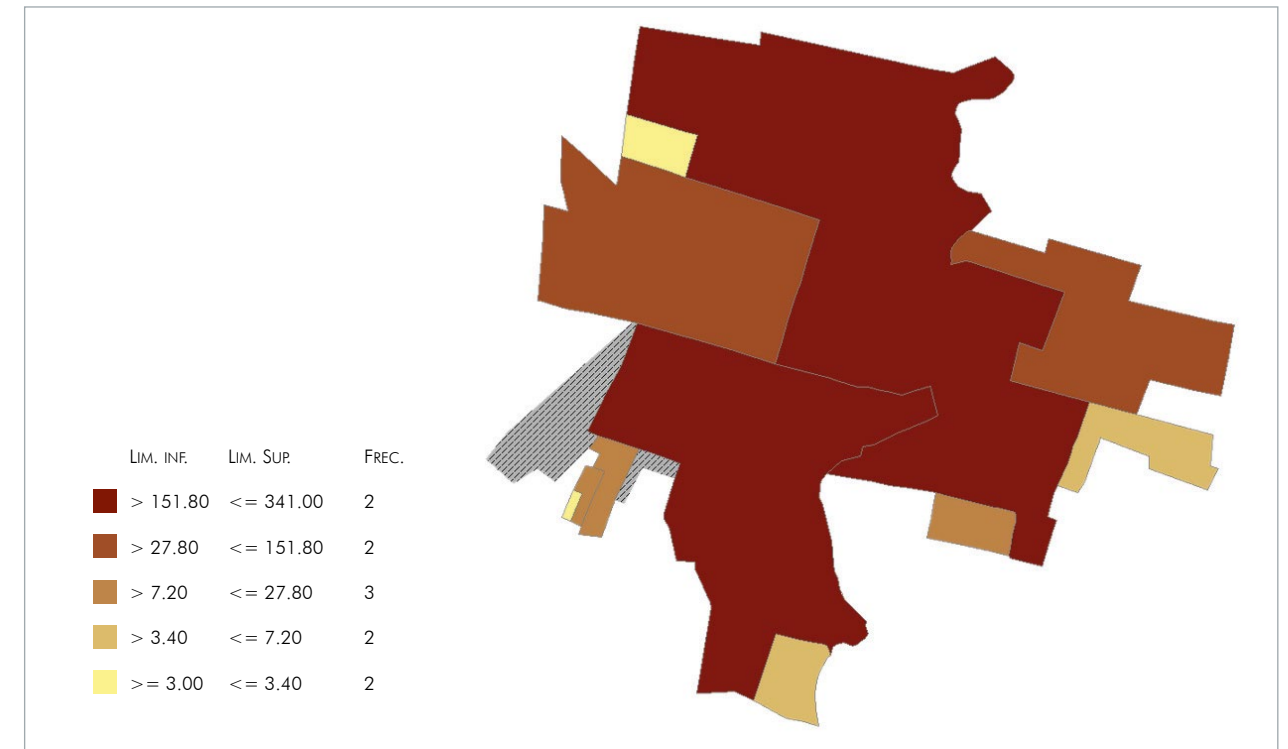 LIM. INF. LIM. SUP. FREC.
> 151.80 <= 341.00 2
> 27.80 <= 151.80 2
> 7.20 <= 27.80 3
> 3.40 <= 7.20 2
>= 3.00 <= 3.40 2